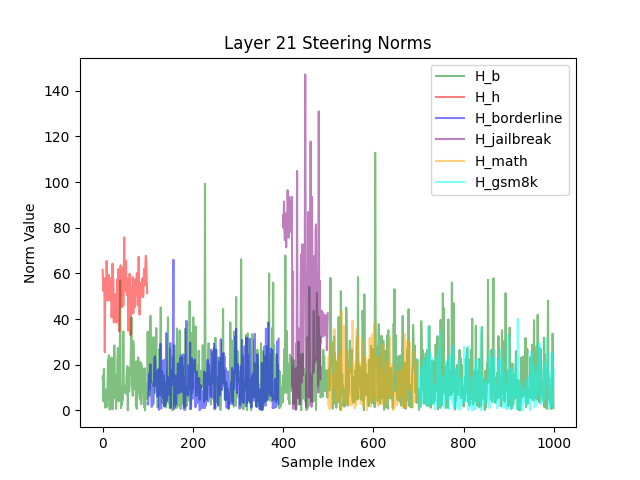 Layer 21 Steering Norms
Norm Value
140
120
100
80
60
40
20
0
0 200 400 600 800 1000
Sample Index
H_b
H_h
H_borderline
H_jailbreak
H_math
H_gsm8k